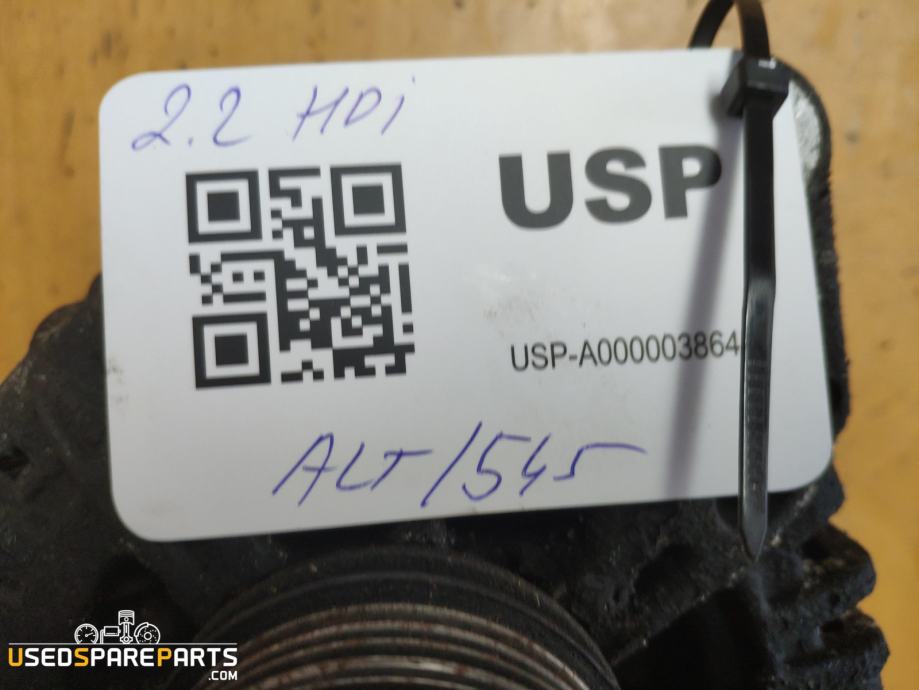 2.2 HDi
USP
USP-A000003864
ALT/545
USEDSPAREPARTS
.COM